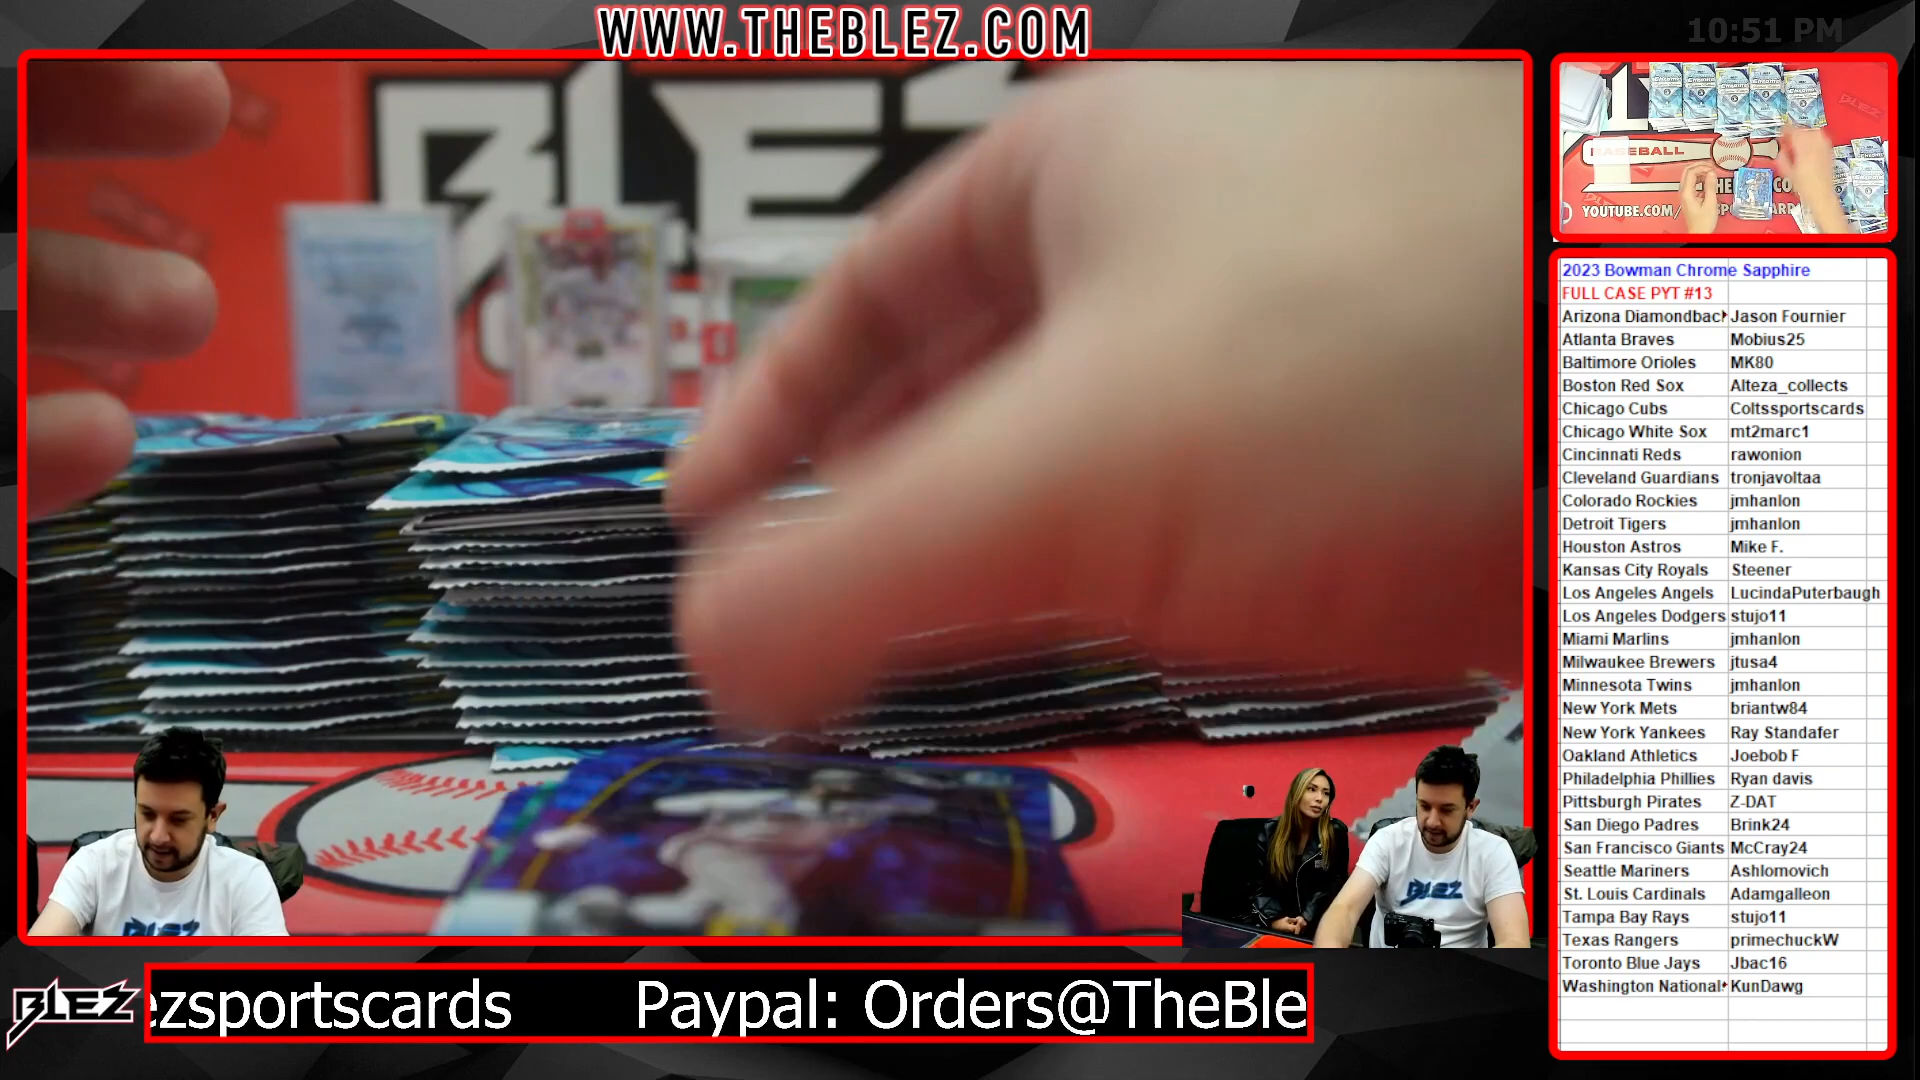 WWW.THEBLEZ.COM
10:51 PM
BLEZ
BASEBALL
YOUTUBE.COM/
2023 Bowman Chrome Sapphire
FULL CASE PYT #13
Arizona Diamondbac Jason Fournier
Atlanta Braves Mobius25
Baltimore Orioles MK80
Boston Red Sox Alteza_collects
Chicago Cubs Coltssportscards
Chicago White Sox mt2marc1
Cincinnati Reds rawonion
Cleveland Guardians tronjavoltaa
Colorado Rockies jmhanlon
Detroit Tigers jmhanlon
Houston Astros Mike F.
Kansas City Royals Steener
Los Angeles Angels LucindaPuterbaugh
Los Angeles Dodgers stujo11
Miami Marlins jmhanlon
Milwaukee Brewers jtusa4
Minnesota Twins jmhanlon
New York Mets briantw84
New York Yankees Ray Standafer
Oakland Athletics Joebob F
Philadelphia Phillies Ryan davis
Pittsburgh Pirates Z-DAT
San Diego Padres Brink24
San Francisco Giants McCray24
Seattle Mariners Ashlomovich
St. Louis Cardinals Adamgalleon
Tampa Bay Rays stujo11
Texas Rangers primechuckW
Toronto Blue Jays Jbac16
Washington National KunDawg
BLEZ
BLEZ
BLEZ ezsportscards Paypal: Orders@TheBle